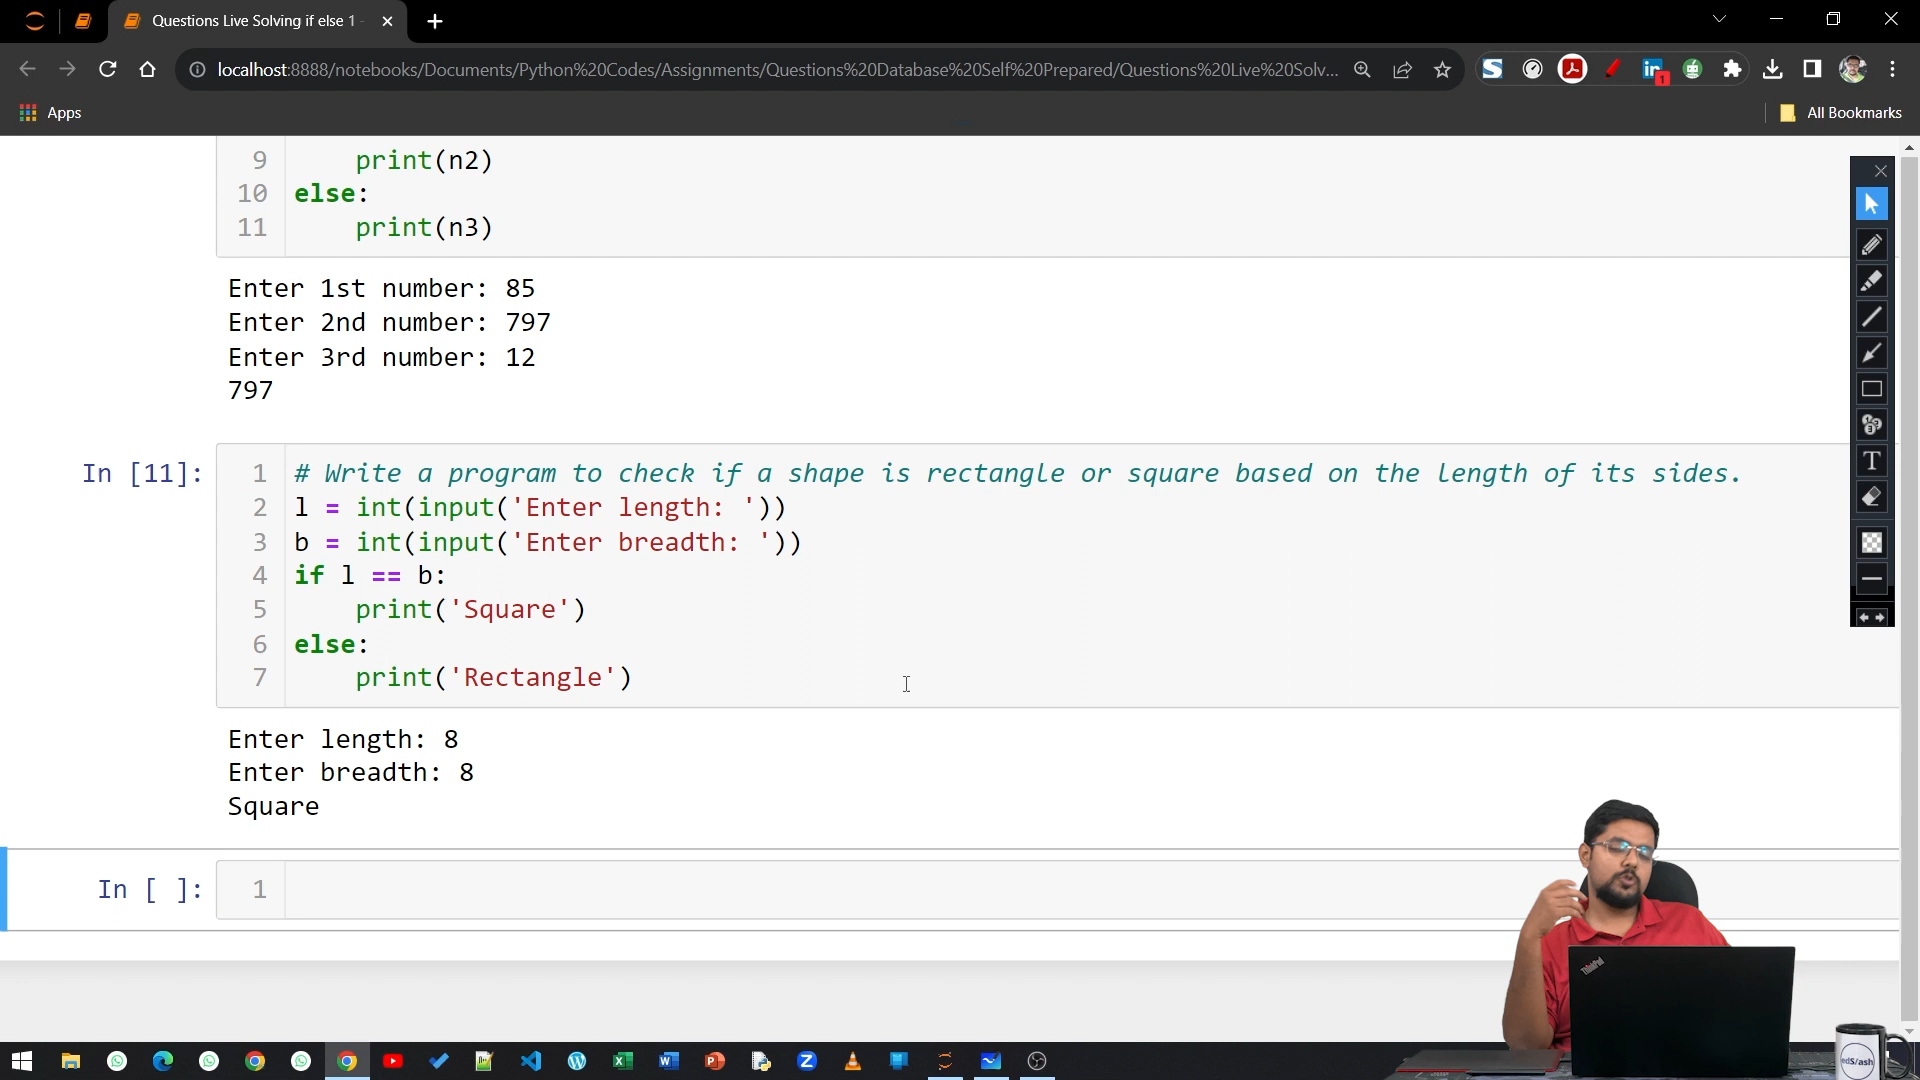 Questions Live Solving if else 1 -
localhost:8888/notebooks/Documents/Python%20Codes/Assignments/Questions%20Database%20Self%20Prepared/Questions%20Live%20Solv...
1
Apps
All Bookmarks
9 print(n2)
10 else:
11 print(n3)
Enter 1st number: 85
Enter 2nd number: 797
Enter 3rd number: 12
797
In [11]:
1 # Write a program to check if a shape is rectangle or square based on the length of its sides.
2 l = int(input('Enter length: '))
3 b = int(input('Enter breadth: '))
4 if l == b:
5 print('Square')
6 else:
7 print('Rectangle')
Enter length: 8
Enter breadth: 8
Square
In [ ]: 1
ThinkPad
edS/ash